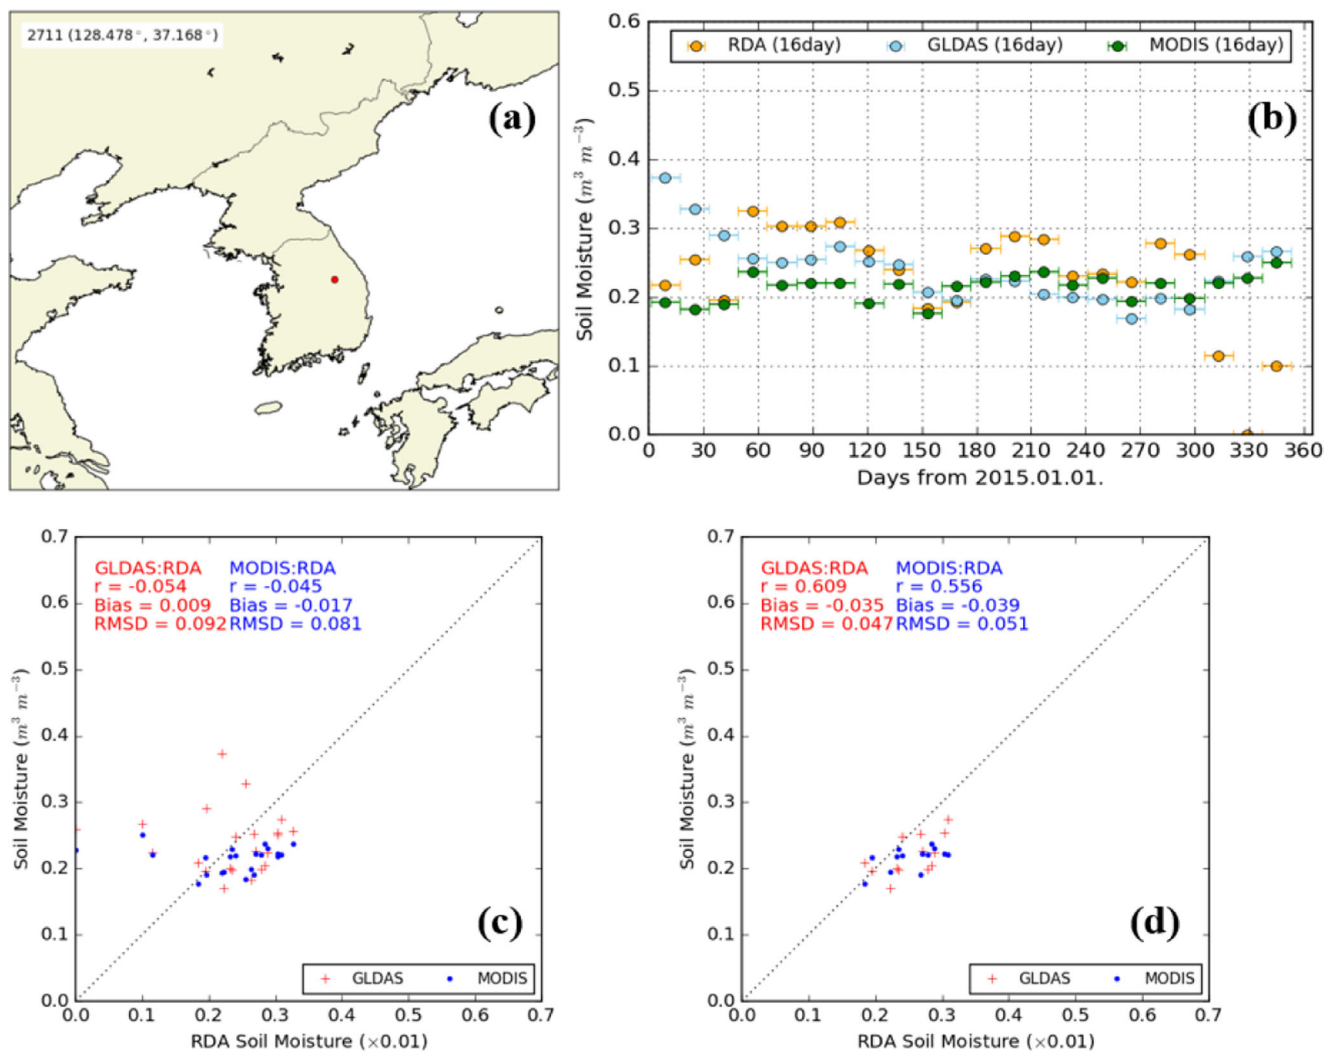 2711 (128.478°, 37.168°)
(a)
0.6
0.5
0.4
0.3
0.2
0.1
0.0
Soil Moisture (m³ m⁻³)
RDA (16day) GLDAS (16day) MODIS (16day)
(b)
0 30 60 90 120 150 180 210 240 270 300 330 360
Days from 2015.01.01.
0.7
0.6
0.5
0.4
0.3
0.2
0.1
0.0
Soil Moisture (m³ m⁻³)
GLDAS:RDA MODIS:RDA
r = -0.054 r = -0.045
Bias = 0.009 Bias = -0.017
RMSD = 0.092 RMSD = 0.081
(c)
GLDAS MODIS
0.0 0.1 0.2 0.3 0.4 0.5 0.6 0.7
RDA Soil Moisture (×0.01)
0.7
0.6
0.5
0.4
0.3
0.2
0.1
0.0
Soil Moisture (m³ m⁻³)
GLDAS:RDA MODIS:RDA
r = 0.609 r = 0.556
Bias = -0.035 Bias = -0.039
RMSD = 0.047 RMSD = 0.051
(d)
GLDAS MODIS
0.0 0.1 0.2 0.3 0.4 0.5 0.6 0.7
RDA Soil Moisture (×0.01)